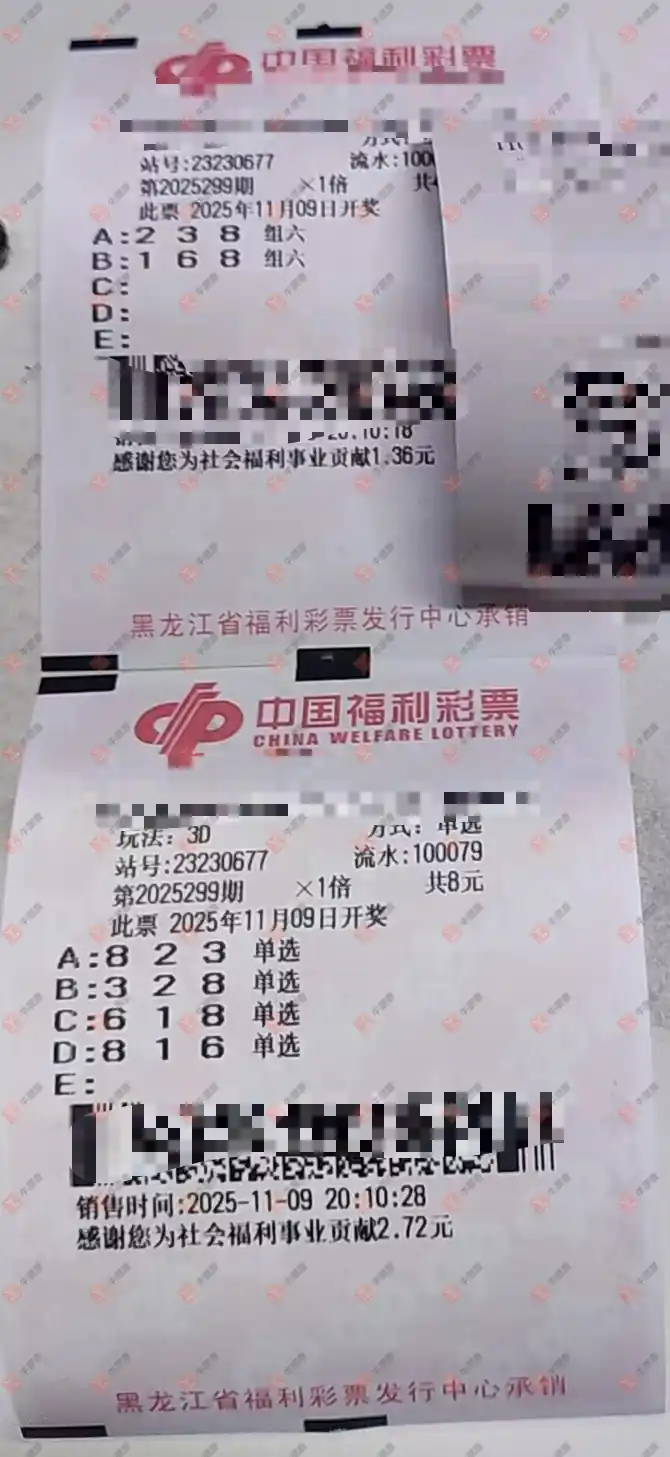 中国福利彩票
站号:23230677 流水:100
第2025299期 ×1倍 共
此票 2025年11月09日开奖
A:2 3 8 组六
B:1 6 8 组六
C:
D:
E:
20:10:18
感谢您为社会福利事业贡献1.36元
黑龙江省福利彩票发行中心承销
中国福利彩票
CHINA WELFARE LOTTERY
玩法: 3D 方式: 单选
站号:23230677 流水:100079
第2025299期 ×1倍 共8元
此票 2025年11月09日开奖
A:8 2 3 单选
B:3 2 8 单选
C:6 1 8 单选
D:8 1 6 单选
E:
销售时间:2025-11-09 20:10:28
感谢您为社会福利事业贡献2.72元
黑龙江省福利彩票发行中心承销